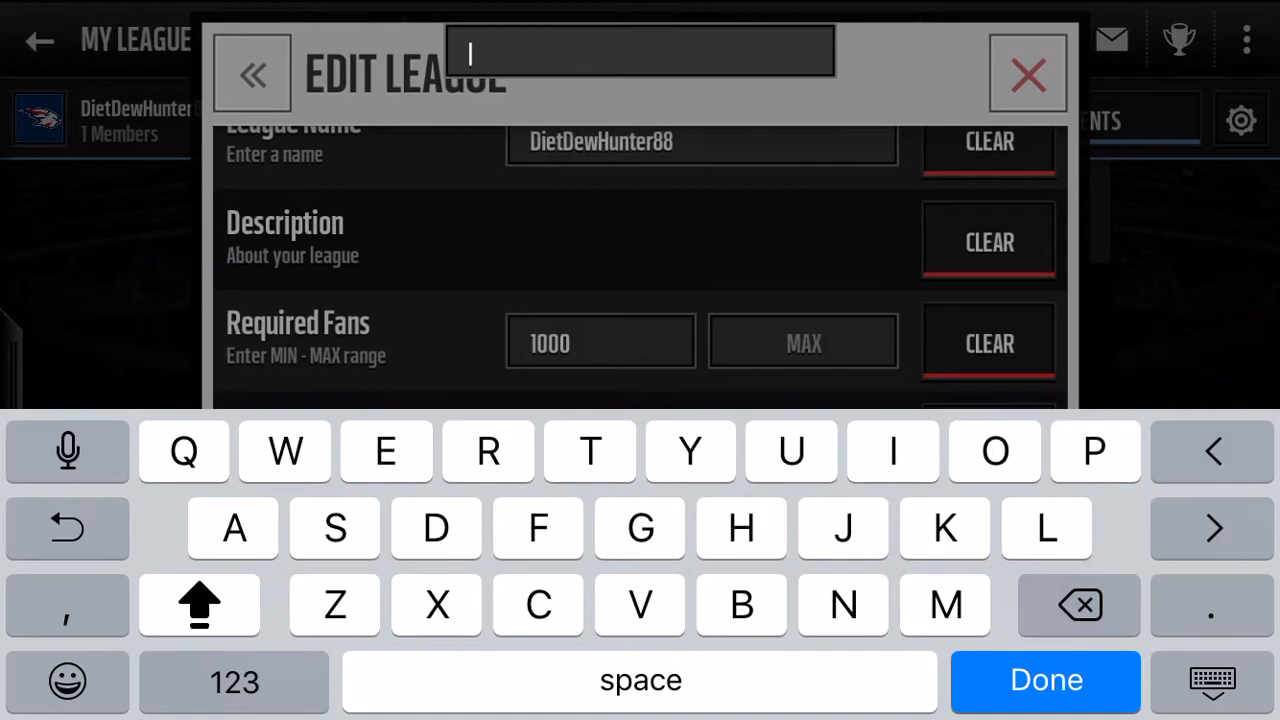 MY LEAGUE
EDIT LEAGUE
DietDewHunter
1 Members
ENTS
League Name
Enter a name
DietDewHunter88
CLEAR
Description
About your league
CLEAR
Required Fans
Enter MIN - MAX range
1000
MAX
CLEAR
Q W E R T Y U I O P <
A S D F G H J K L >
, Z X C V B N M .
123 space Done